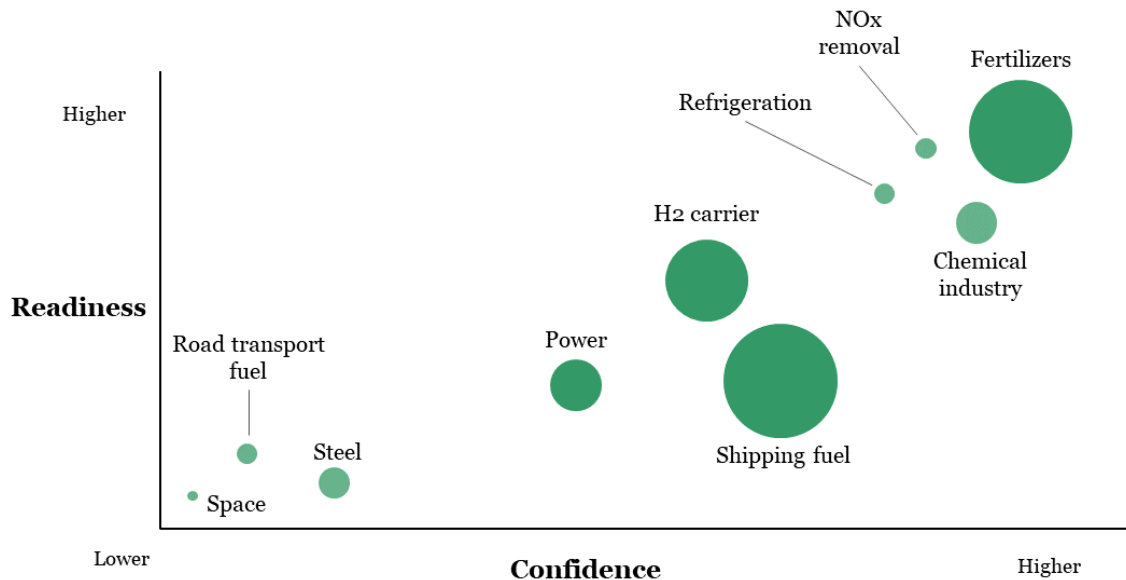 NOx
removal
Fertilizers
Higher
Refrigeration
H2 carrier
Chemical
industry
Readiness
Road transport
fuel
Power
Steel
Shipping fuel
Space
Lower
Confidence
Higher